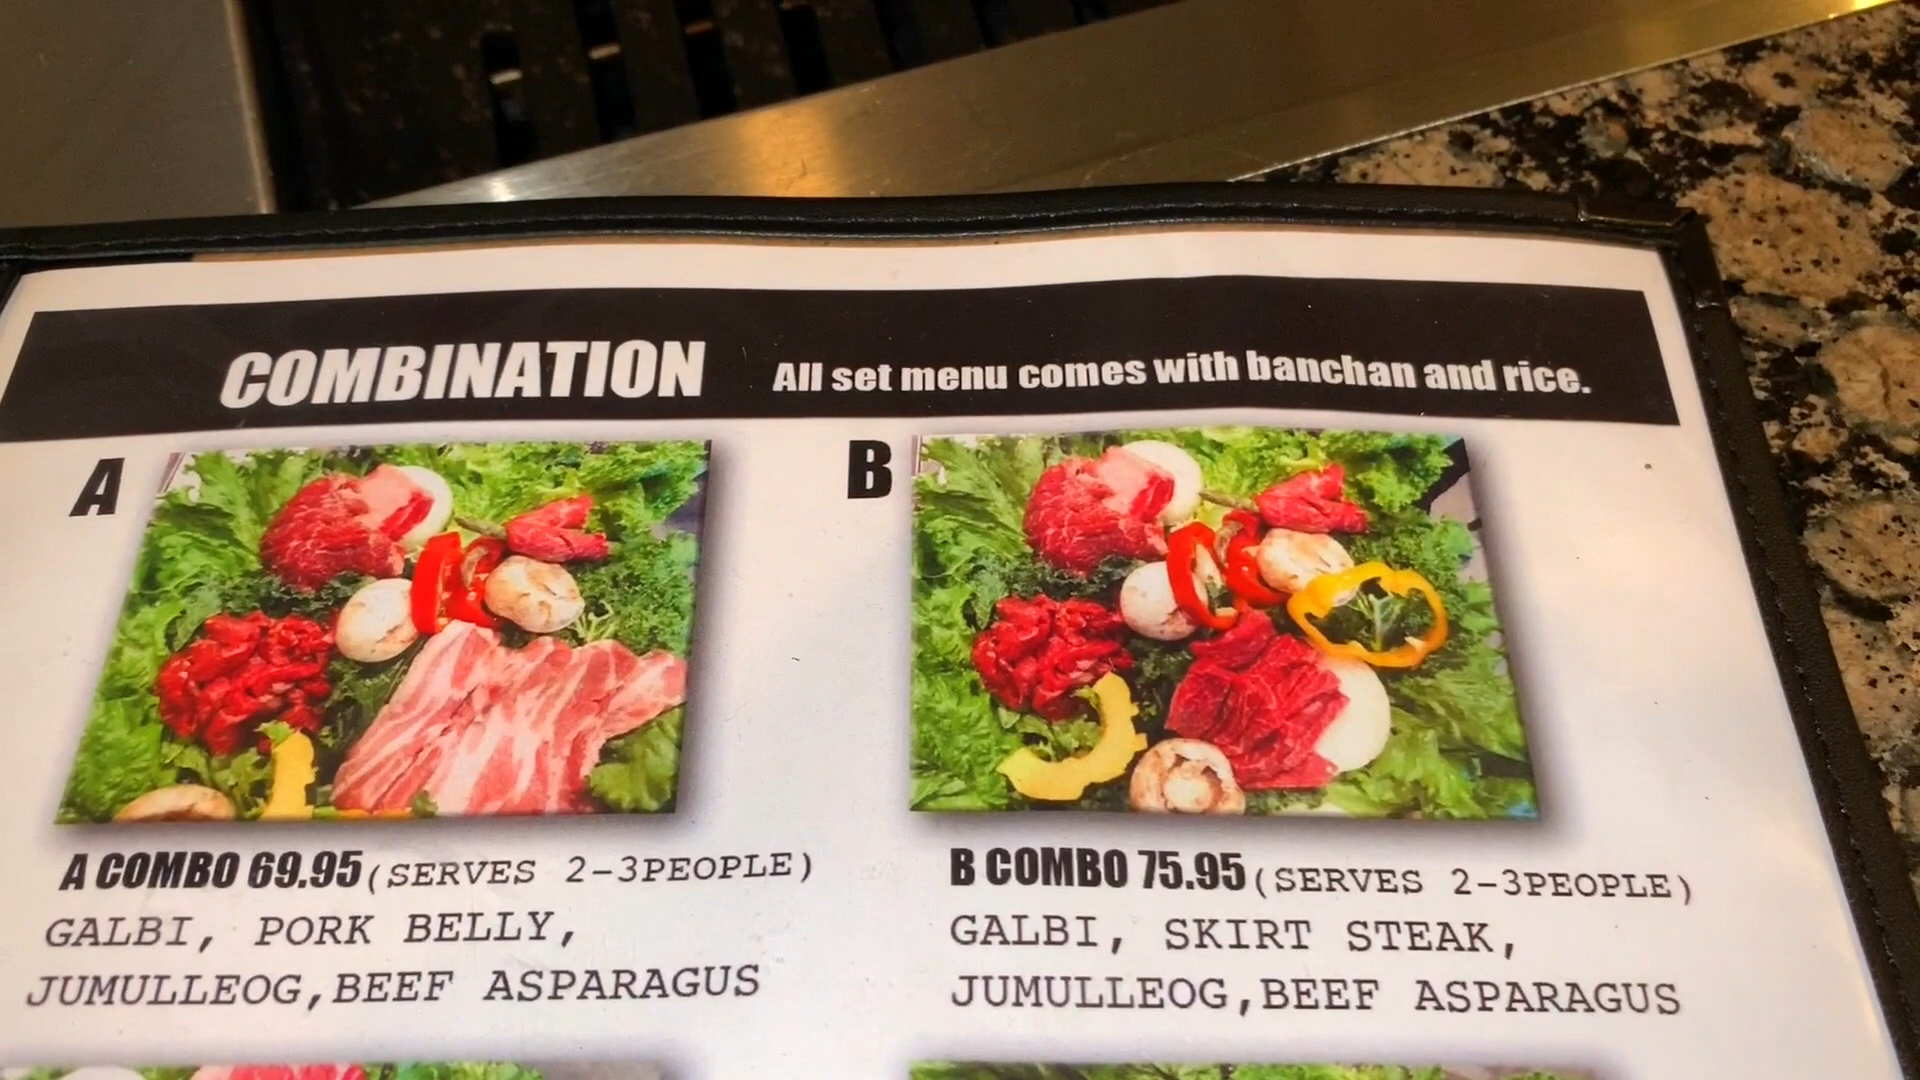 COMBINATION All set menu comes with banchan and rice.
A
B
A COMBO 69.95 (SERVES 2-3PEOPLE)
GALBI, PORK BELLY,
JUMULLEOG,BEEF ASPARAGUS
B COMBO 75.95 (SERVES 2-3PEOPLE)
GALBI, SKIRT STEAK,
JUMULLEOG,BEEF ASPARAGUS